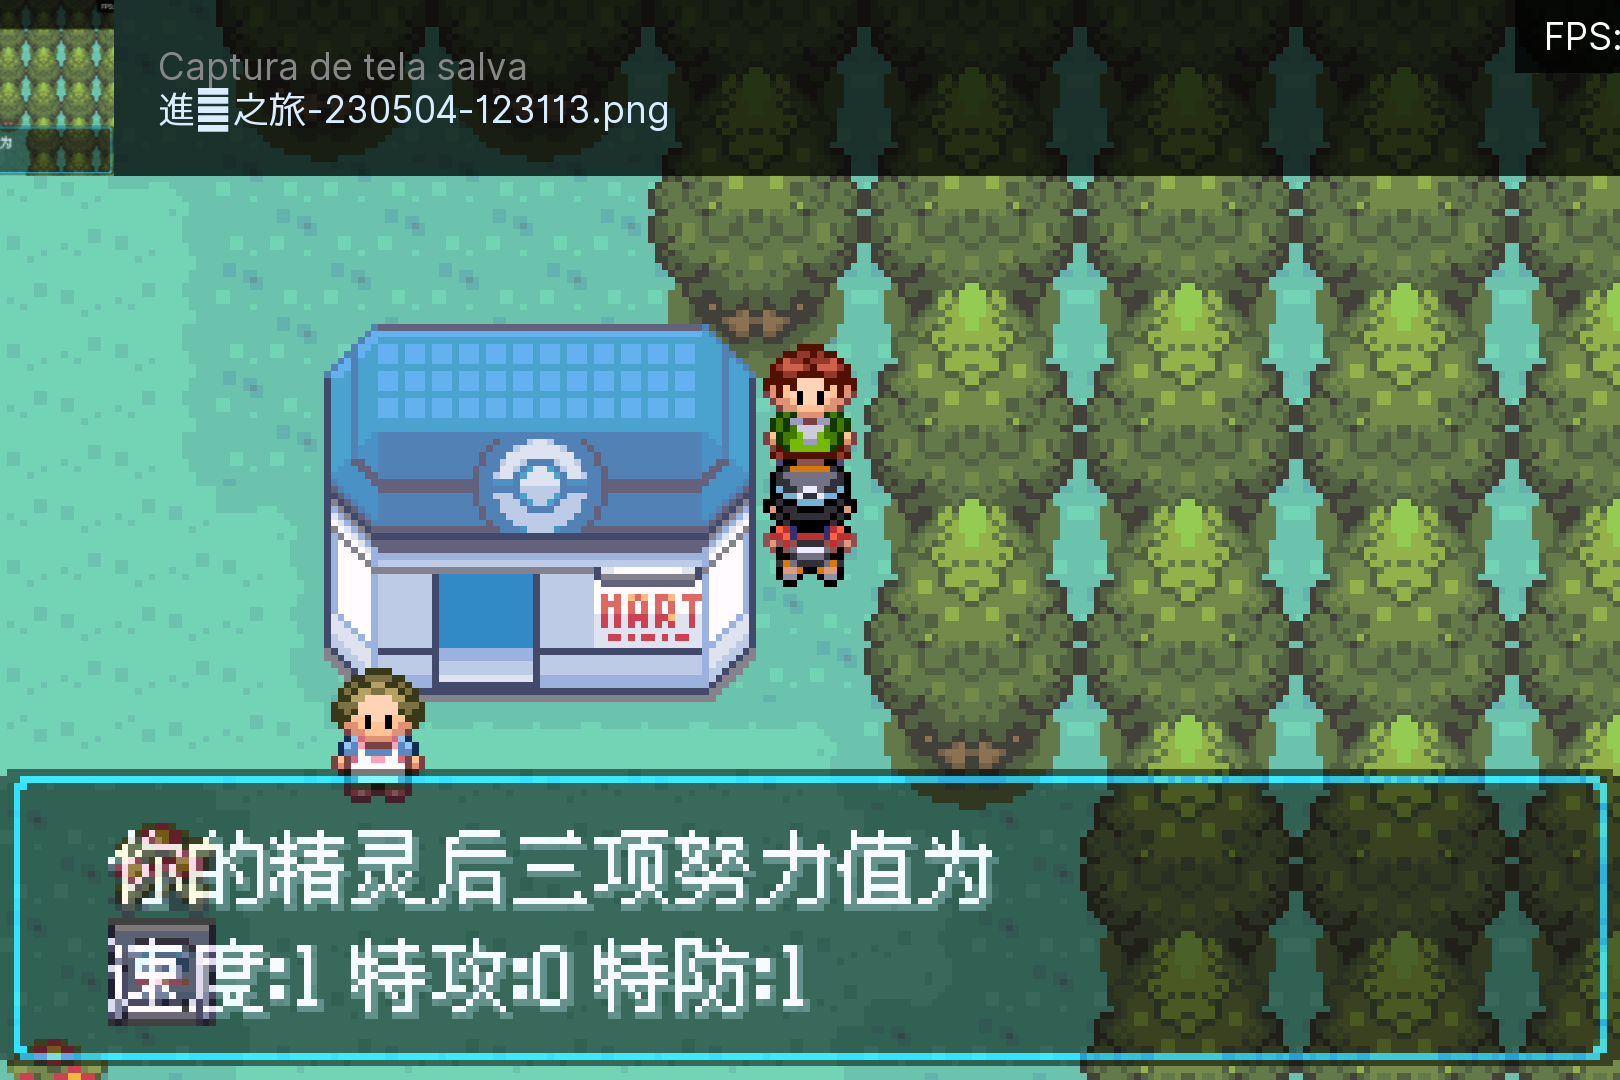 FPS:
Captura de tela salva
進䷀之旅-230504-123113.png
MART
你的精灵后三项努力值为
速度:1 特攻:0 特防:1